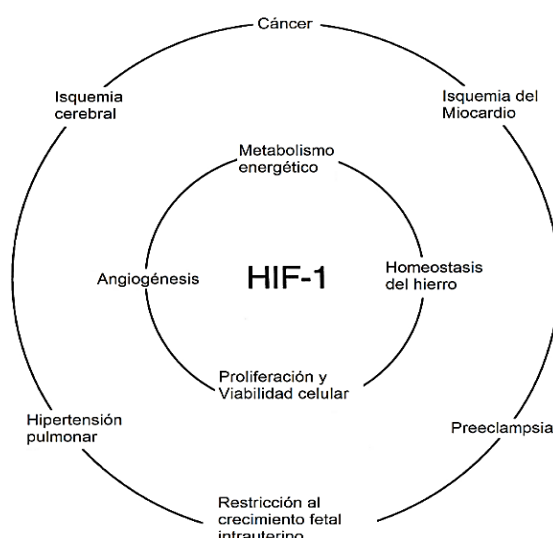 Cáncer
Isquemia
cerebral
Isquemia del
Miocardio
Metabolismo
energético
Angiogénesis
HIF-1
Homeostasis
del hierro
Proliferación y
Viabilidad celular
Hipertensión
pulmonar
Preeclampsia
Restricción al
crecimiento fetal
intrauterino